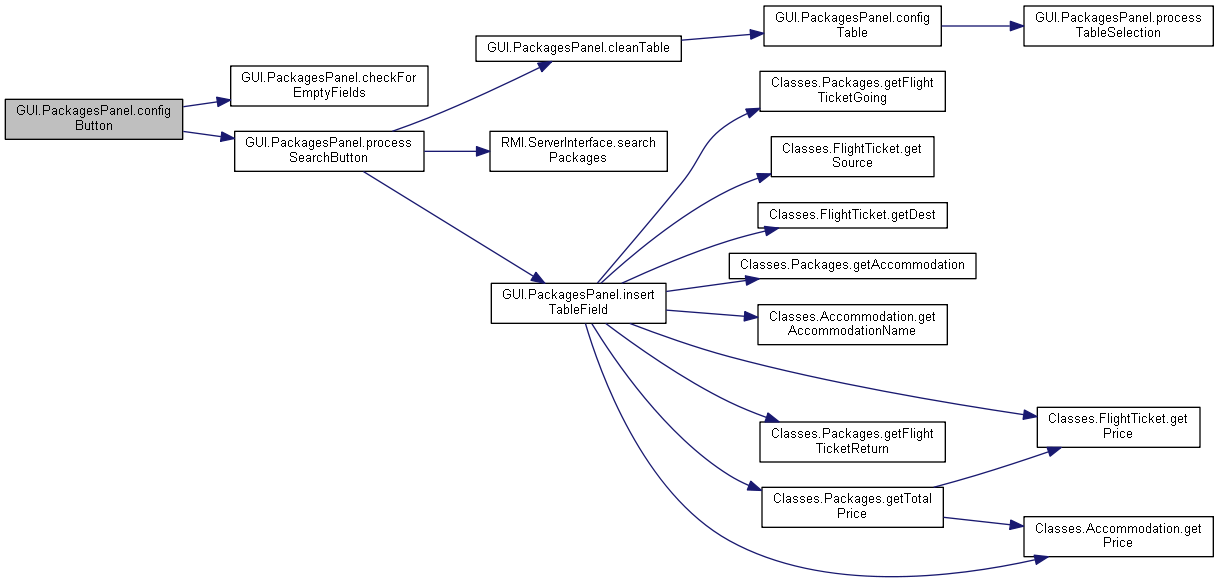 GUI.PackagesPanel.config
Button
GUI.PackagesPanel.checkFor
EmptyFields
GUI.PackagesPanel.process
SearchButton
GUI.PackagesPanel.cleanTable
RMI.ServerInterface.search
Packages
GUI.PackagesPanel.insert
TableField
GUI.PackagesPanel.config
Table
Classes.Packages.getFlight
TicketGoing
Classes.FlightTicket.get
Source
Classes.FlightTicket.getDest
Classes.Packages.getAccommodation
Classes.Accommodation.get
AccommodationName
Classes.Packages.getFlight
TicketReturn
Classes.Packages.getTotal
Price
GUI.PackagesPanel.process
TableSelection
Classes.FlightTicket.get
Price
Classes.Accommodation.get
Price